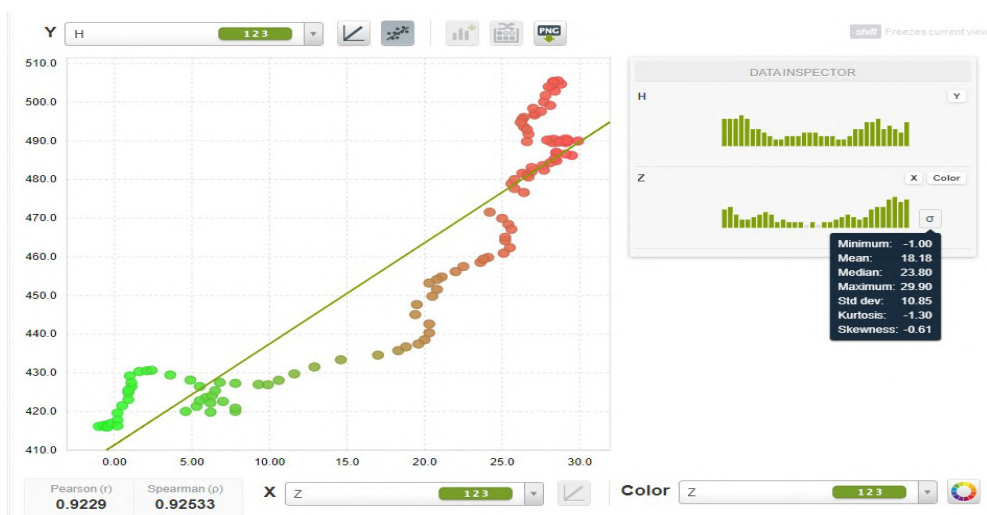 Y H 123 PNG shift Freezes current view
510.0
500.0
490.0
480.0
470.0
460.0
450.0
440.0
430.0
420.0
410.0
0.00 5.00 10.00 15.0 20.0 25.0 30.0
DATA INSPECTOR
H Y
Z X Color
σ
Minimum: -1.00
Mean: 18.18
Median: 23.80
Maximum: 29.90
Std dev: 10.85
Kurtosis: -1.30
Skewness: -0.61
Pearson (r) Spearman (ρ)
0.9229 0.92533
X Z 123
Color Z 123